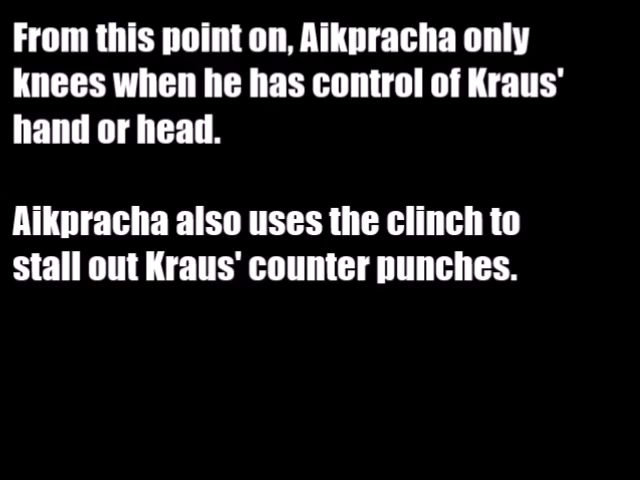 From this point on, Aikpracha only
knees when he has control of Kraus'
hand or head.
Aikpracha also uses the clinch to
stall out Kraus' counter punches.